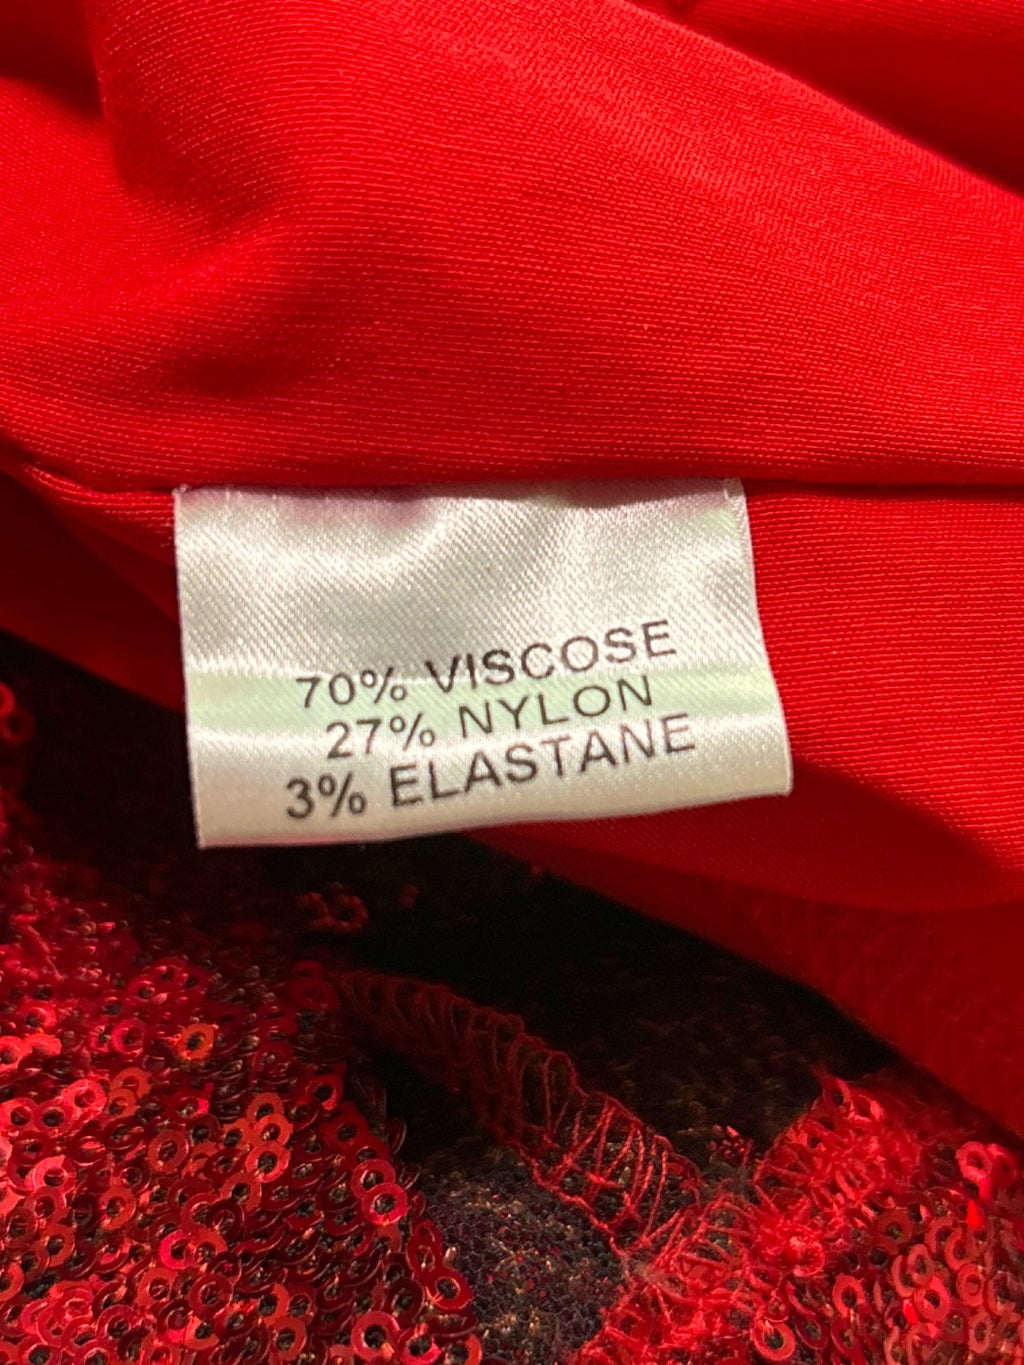 70% VISCOSE
27% NYLON
3% ELASTANE